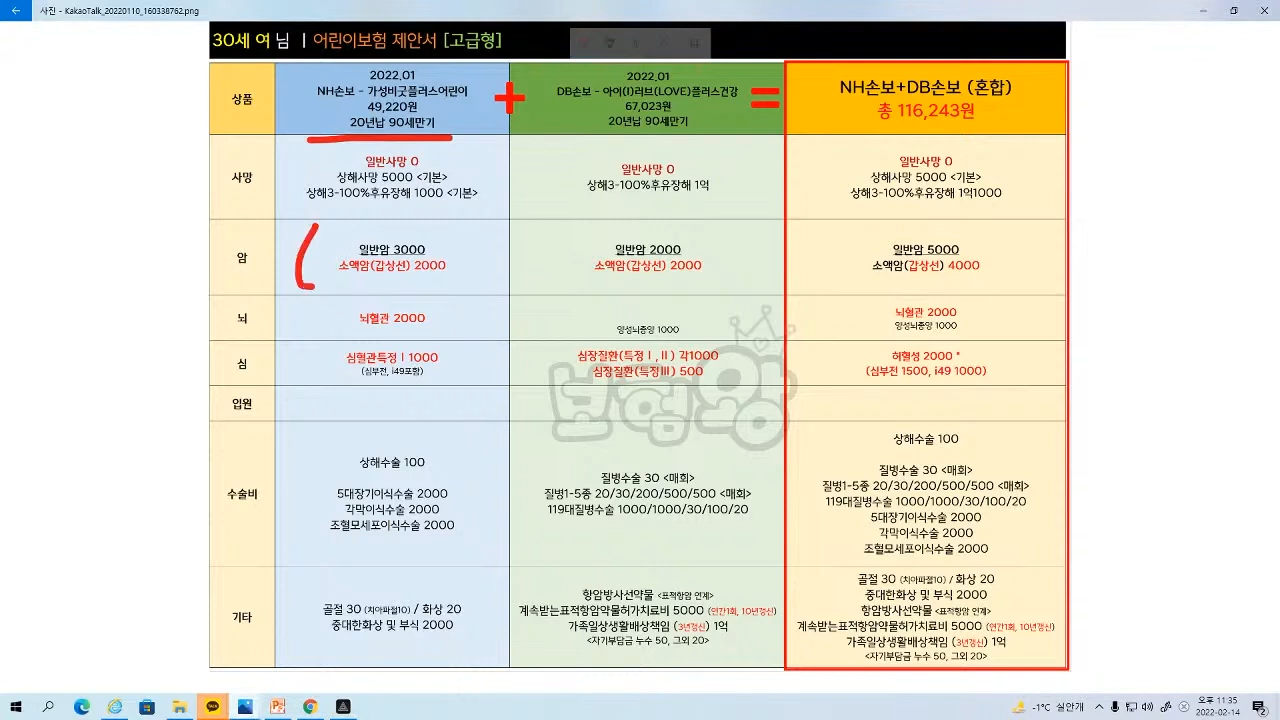 사진 - KakaoTalk_20220110_160338762.png
30세 여 님 | 어린이보험 제안서 [고급형]
상품
2022.01
NH손보 - 가성비굿플러스어린이
49,220원
20년납 90세만기
+
2022.01
DB손보 - 아이(I)러브(LOVE)플러스건강
67,023원
20년납 90세만기
=
NH손보+DB손보 (혼합)
총 116,243원
사망
일반사망 0
상해사망 5000 <기본>
상해3-100%후유장해 1000 <기본>
일반사망 0
상해3-100%후유장해 1억
일반사망 0
상해사망 5000 <기본>
상해3-100%후유장해 1억1000
암
일반암 3000
소액암(갑상선) 2000
일반암 2000
소액암(갑상선) 2000
일반암 5000
소액암(갑상선) 4000
뇌
뇌혈관 2000
양성뇌종양 1000
뇌혈관 2000
양성뇌종양 1000
심
심혈관특정Ⅰ 1000
(심부전, i49포함)
심장질환(특정Ⅰ,Ⅱ) 각1000
심장질환(특정Ⅲ) 500
허혈성 2000 *
(심부전 1500, i49 1000)
입원
수술비
상해수술 100
5대장기이식수술 2000
각막이식수술 2000
조혈모세포이식수술 2000
질병수술 30 <매회>
질병1-5종 20/30/200/500/500 <매회>
119대질병수술 1000/1000/30/100/20
상해수술 100
질병수술 30 <매회>
질병1-5종 20/30/200/500/500 <매회>
119대질병수술 1000/1000/30/100/20
5대장기이식수술 2000
각막이식수술 2000
조혈모세포이식수술 2000
기타
골절 30 (치아파절10) / 화상 20
중대한화상 및 부식 2000
항암방사선약물 <표적항암 연계>
계속받는표적항암약물허가치료비 5000 (연간1회, 10년갱신)
가족일상생활배상책임 (3년갱신) 1억
<자기부담금 누수 50, 그외 20>
골절 30 (치아파절10) / 화상 20
중대한화상 및 부식 2000
항암방사선약물 <표적항암 연계>
계속받는표적항암약물허가치료비 5000 (연간1회, 10년갱신)
가족일상생활배상책임 (3년갱신) 1억
<자기부담금 누수 50, 그외 20>
보험왕
-1°C 실안개
오후 11:35
2022-02-14